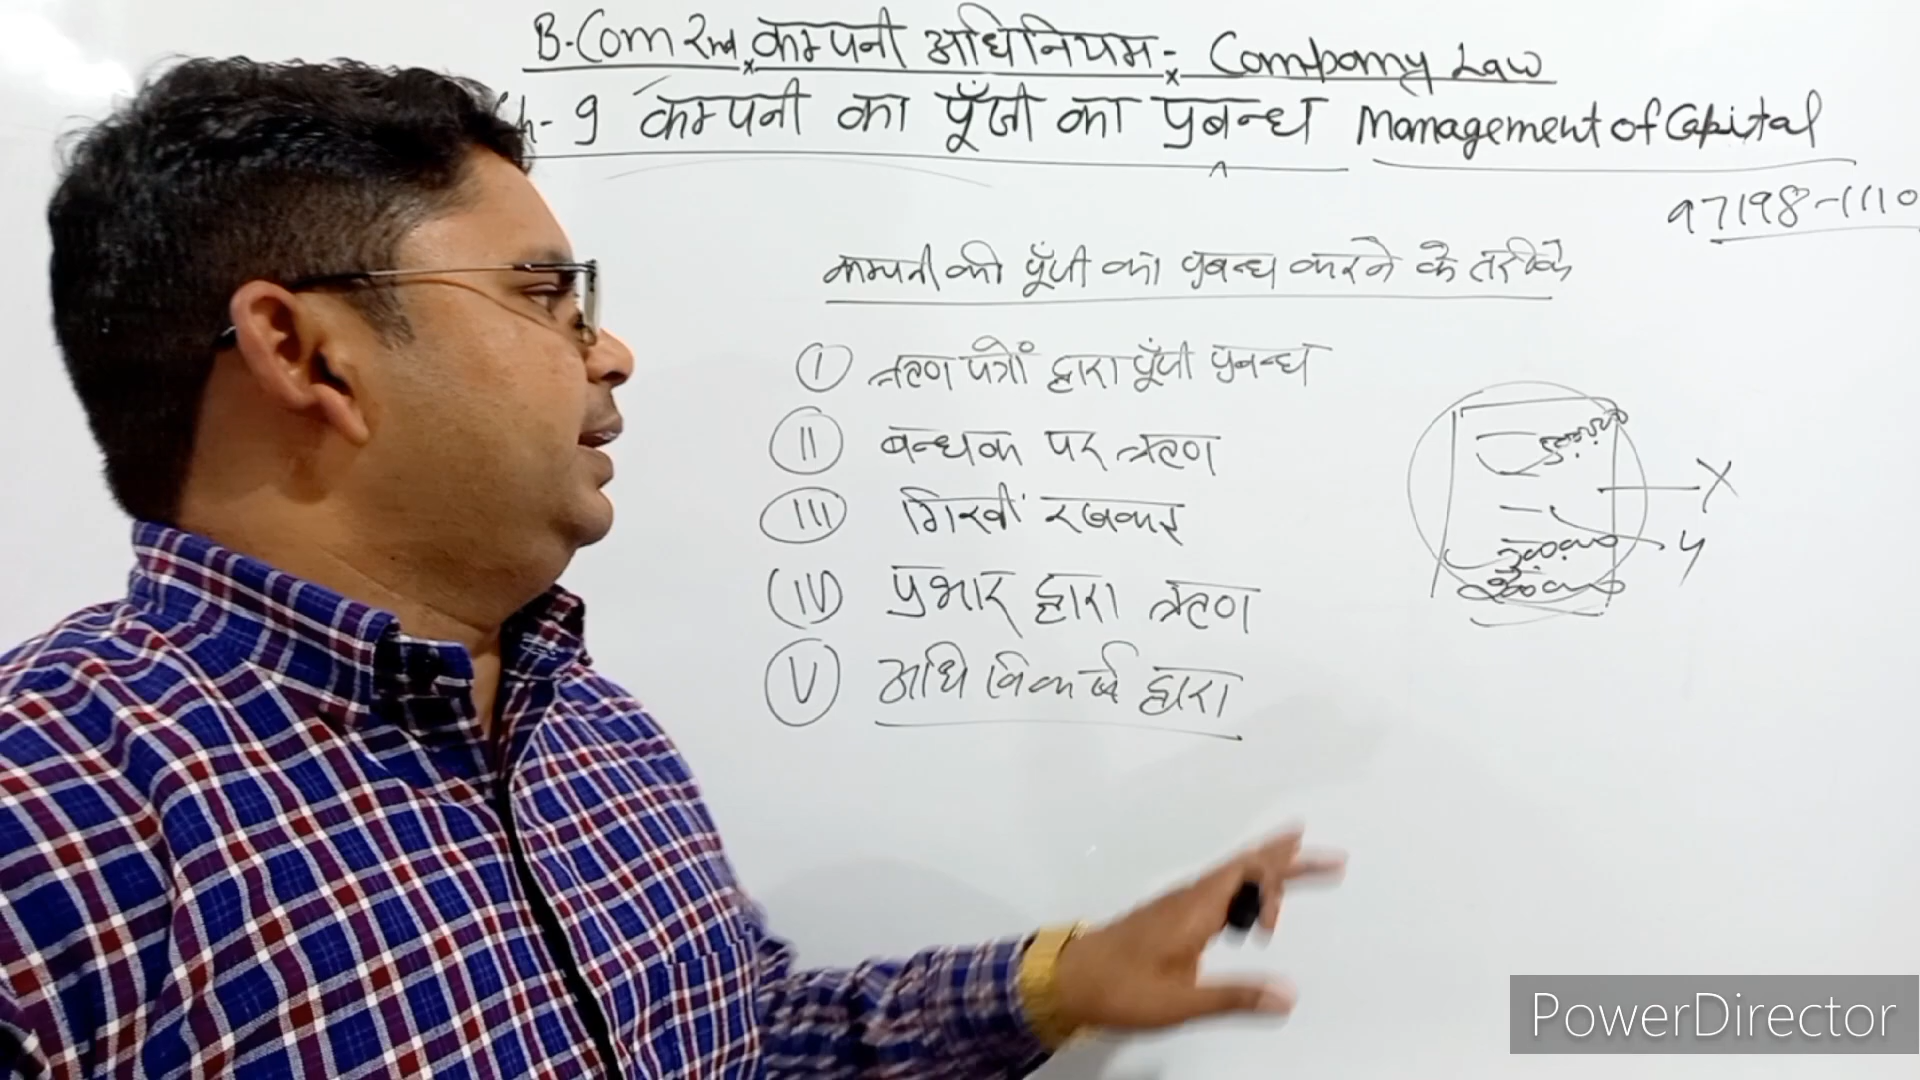 B.Com 2nd कम्पनी अधिनियम:- Company Law
Ch-9 कम्पनी का पूँजी का प्रबन्ध Management of Capital
97198-1110
कम्पनी की पूँजी का प्रबन्ध करने के तरीके
I ऋण पत्रों द्वारा पूँजी प्रबन्ध
II बन्धक पर ऋण
III गिरवी रखकर
X
Y
IV प्रभार द्वारा ऋण
V अधिविकर्ष द्वारा
PowerDirector